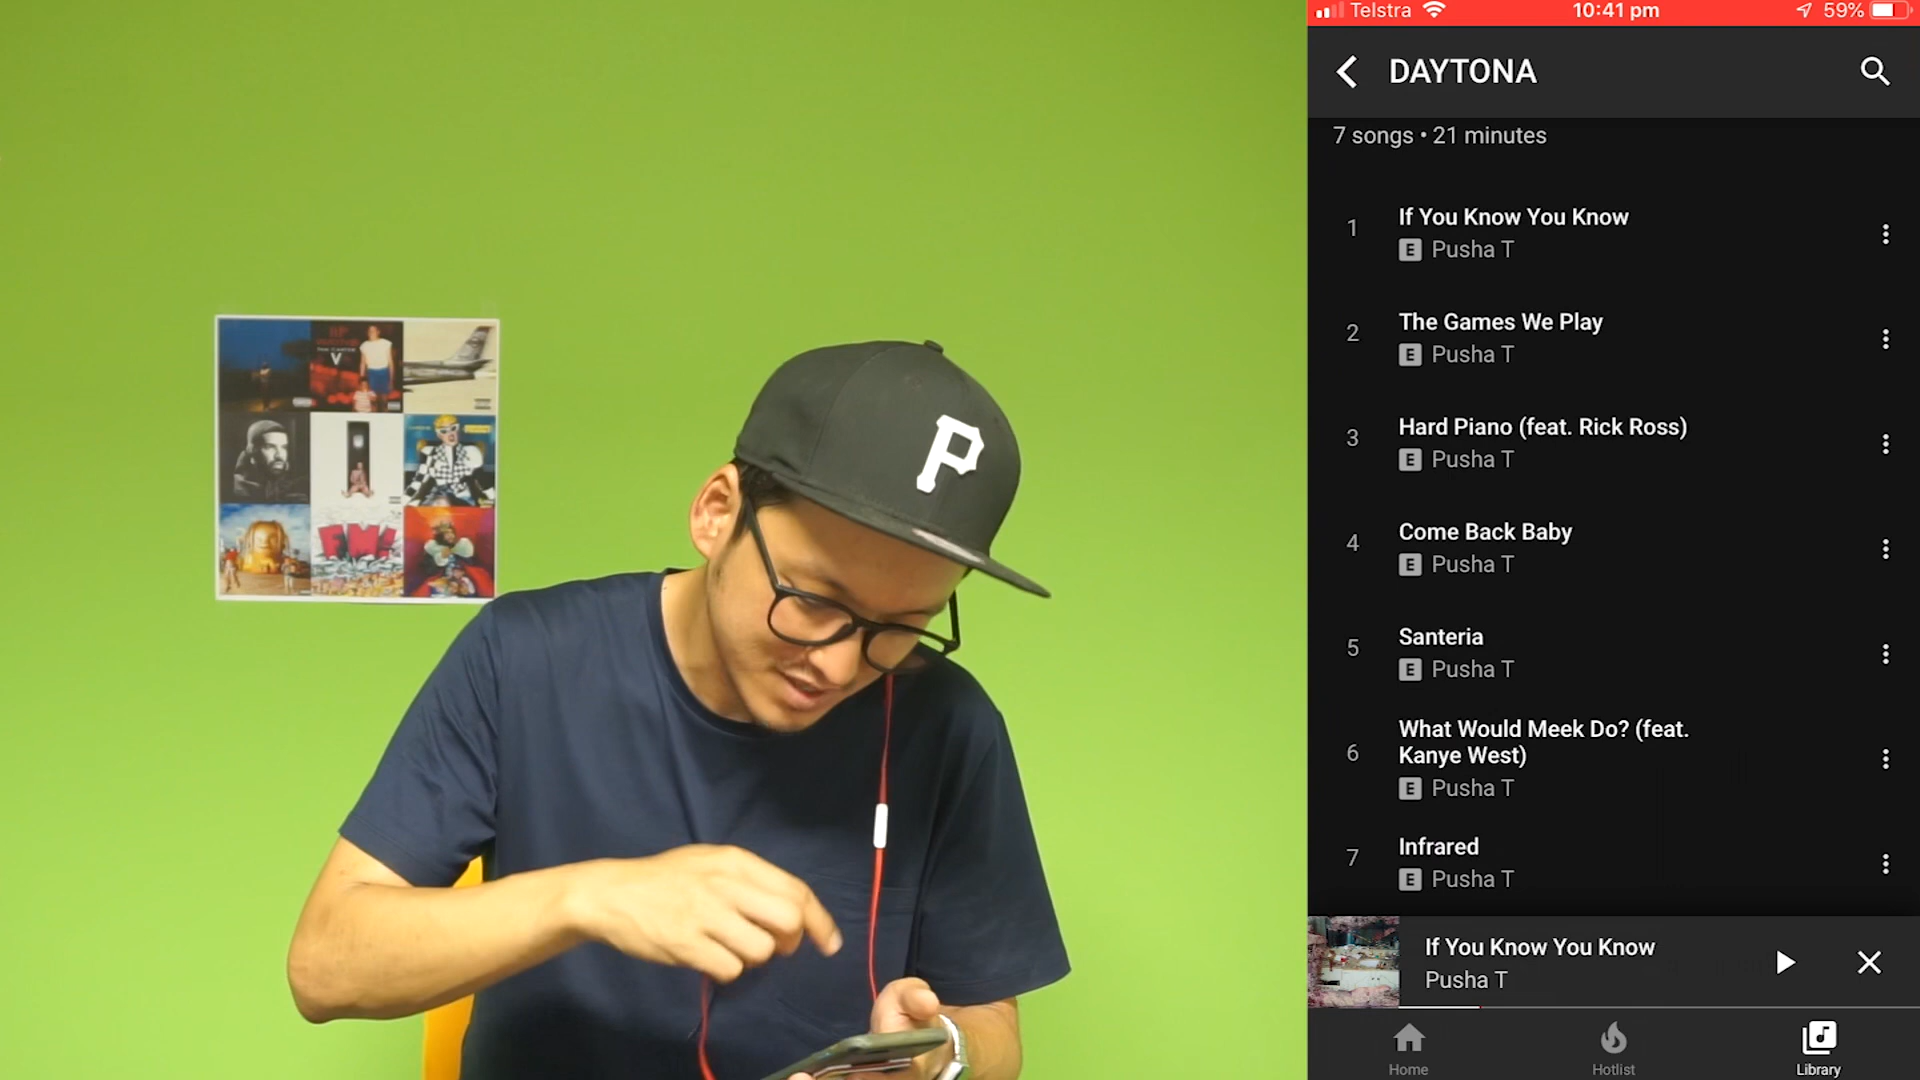 Telstra 10:41 pm 59%
DAYTONA
7 songs • 21 minutes
1 If You Know You Know
E Pusha T
2 The Games We Play
E Pusha T
3 Hard Piano (feat. Rick Ross)
E Pusha T
4 Come Back Baby
E Pusha T
5 Santeria
E Pusha T
6 What Would Meek Do? (feat.
Kanye West)
E Pusha T
7 Infrared
E Pusha T
If You Know You Know
Pusha T
Home Hotlist Library
P
V
FM!